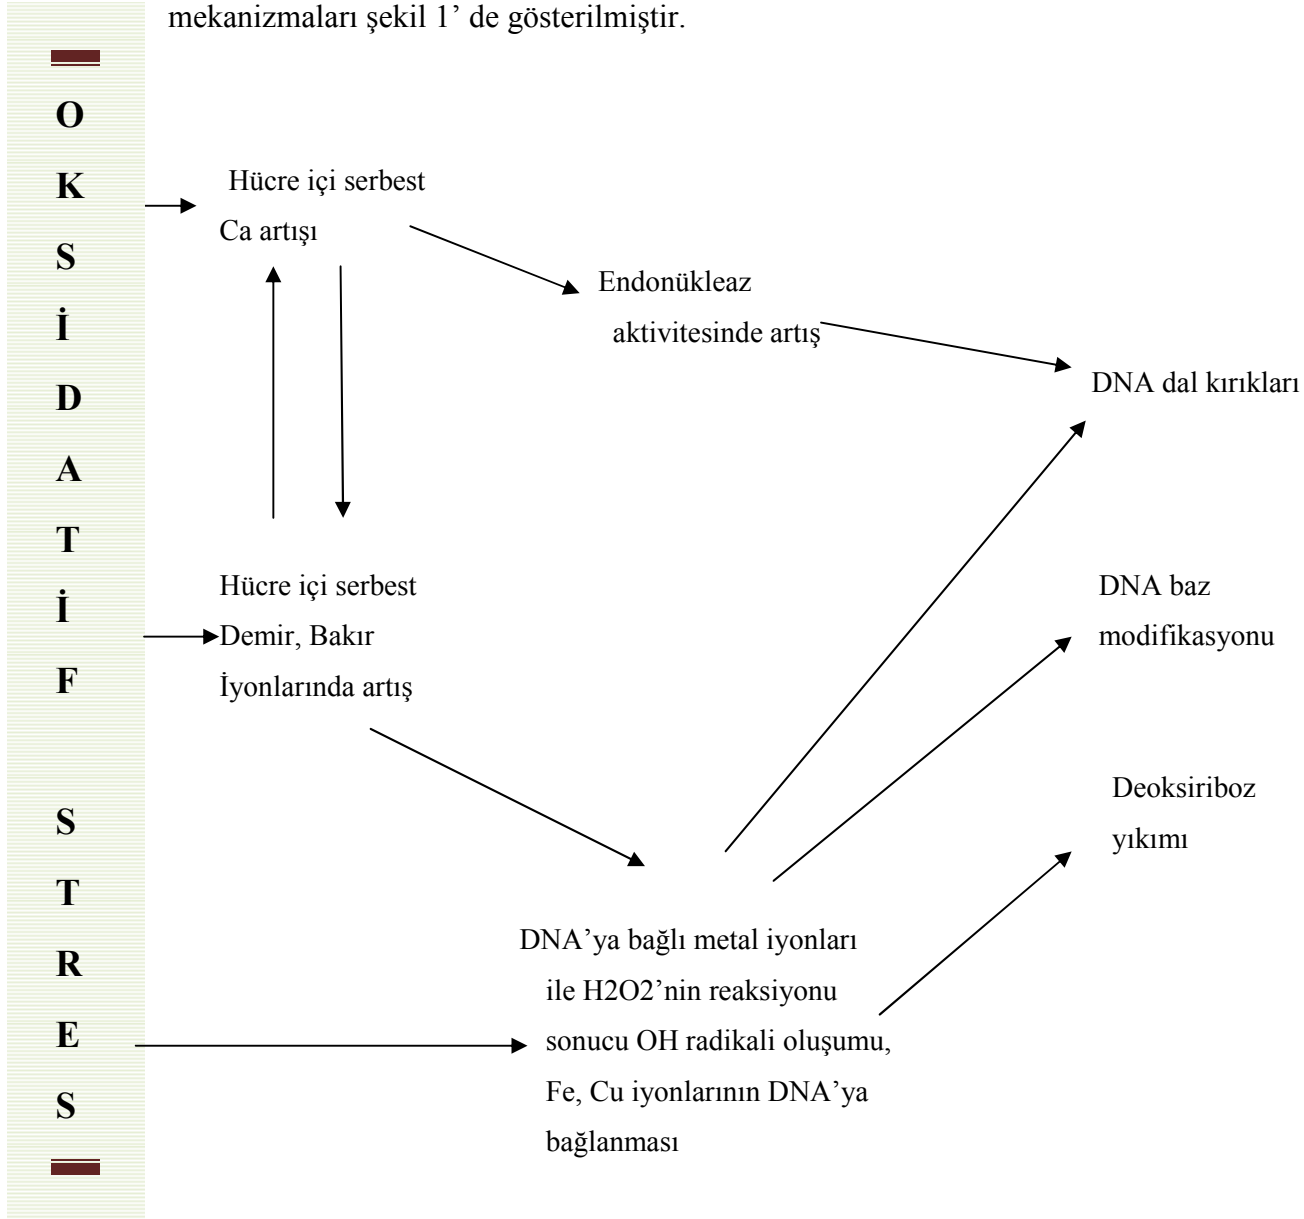 mekanizmaları şekil 1’ de gösterilmiştir.
O
K
S
İ
D
A
T
İ
F
S
T
R
E
S
Hücre içi serbest
Ca artışı
Endonükleaz
aktivitesinde artış
DNA dal kırıkları
Hücre içi serbest
Demir, Bakır
İyonlarında artış
DNA baz
modifikasyonu
Deoksiriboz
yıkımı
DNA’ya bağlı metal iyonları
ile H2O2’nin reaksiyonu
sonucu OH radikali oluşumu,
Fe, Cu iyonlarının DNA’ya
bağlanması